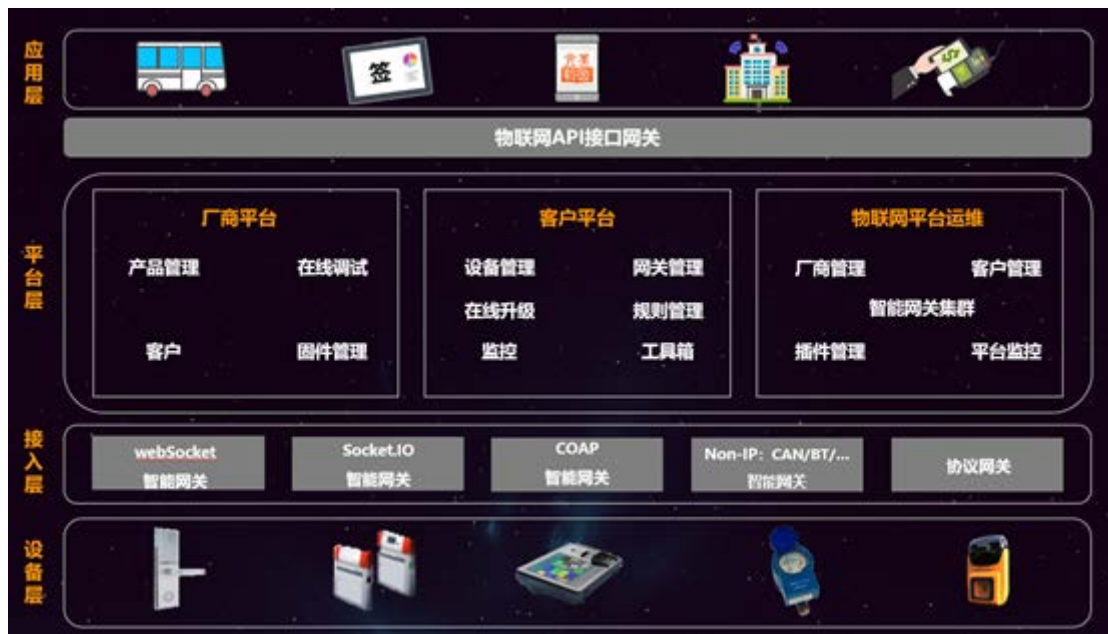 应用层
签
物联网API接口网关
平台层
厂商平台
客户平台
物联网平台运维
产品管理
在线调试
设备管理
网关管理
厂商管理
客户管理
在线升级
规则管理
智能网关集群
客户
固件管理
监控
工具箱
插件管理
平台监控
接入层
webSocket
智能网关
Socket.IO
智能网关
COAP
智能网关
Non-IP：CAN/BT/...
智能网关
协议网关
设备层